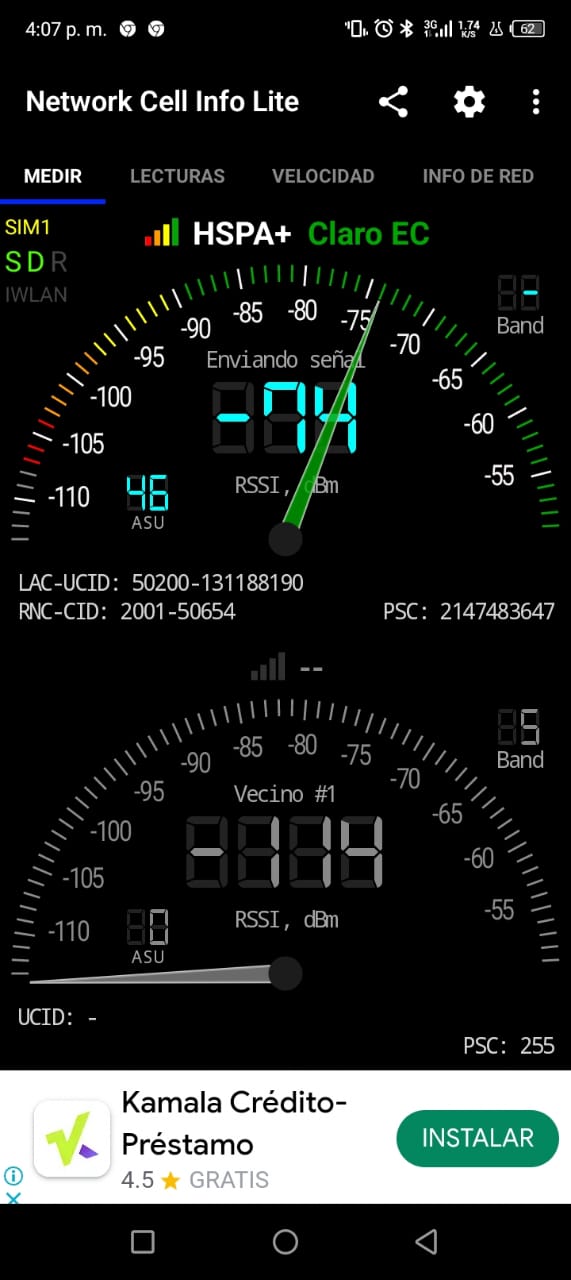 4:07 p. m.
3G
1.74
K/S
62
Network Cell Info Lite
MEDIR
LECTURAS
VELOCIDAD
INFO DE RED
SIM1
HSPA+ Claro EC
S D R
IWLAN
-110
-105
-100
-95
-90
-85
-80
-75
-70
-65
-60
-55
-
Band
Enviando señal
-74
RSSI, dBm
46
ASU
LAC-UCID: 50200-131188190
RNC-CID: 2001-50654
PSC: 2147483647
--
-110
-105
-100
-95
-90
-85
-80
-75
-70
-65
-60
-55
5
Band
Vecino #1
-114
RSSI, dBm
0
ASU
UCID: -
PSC: 255
Kamala Crédito-
Préstamo
INSTALAR
4.5 ★ GRATIS